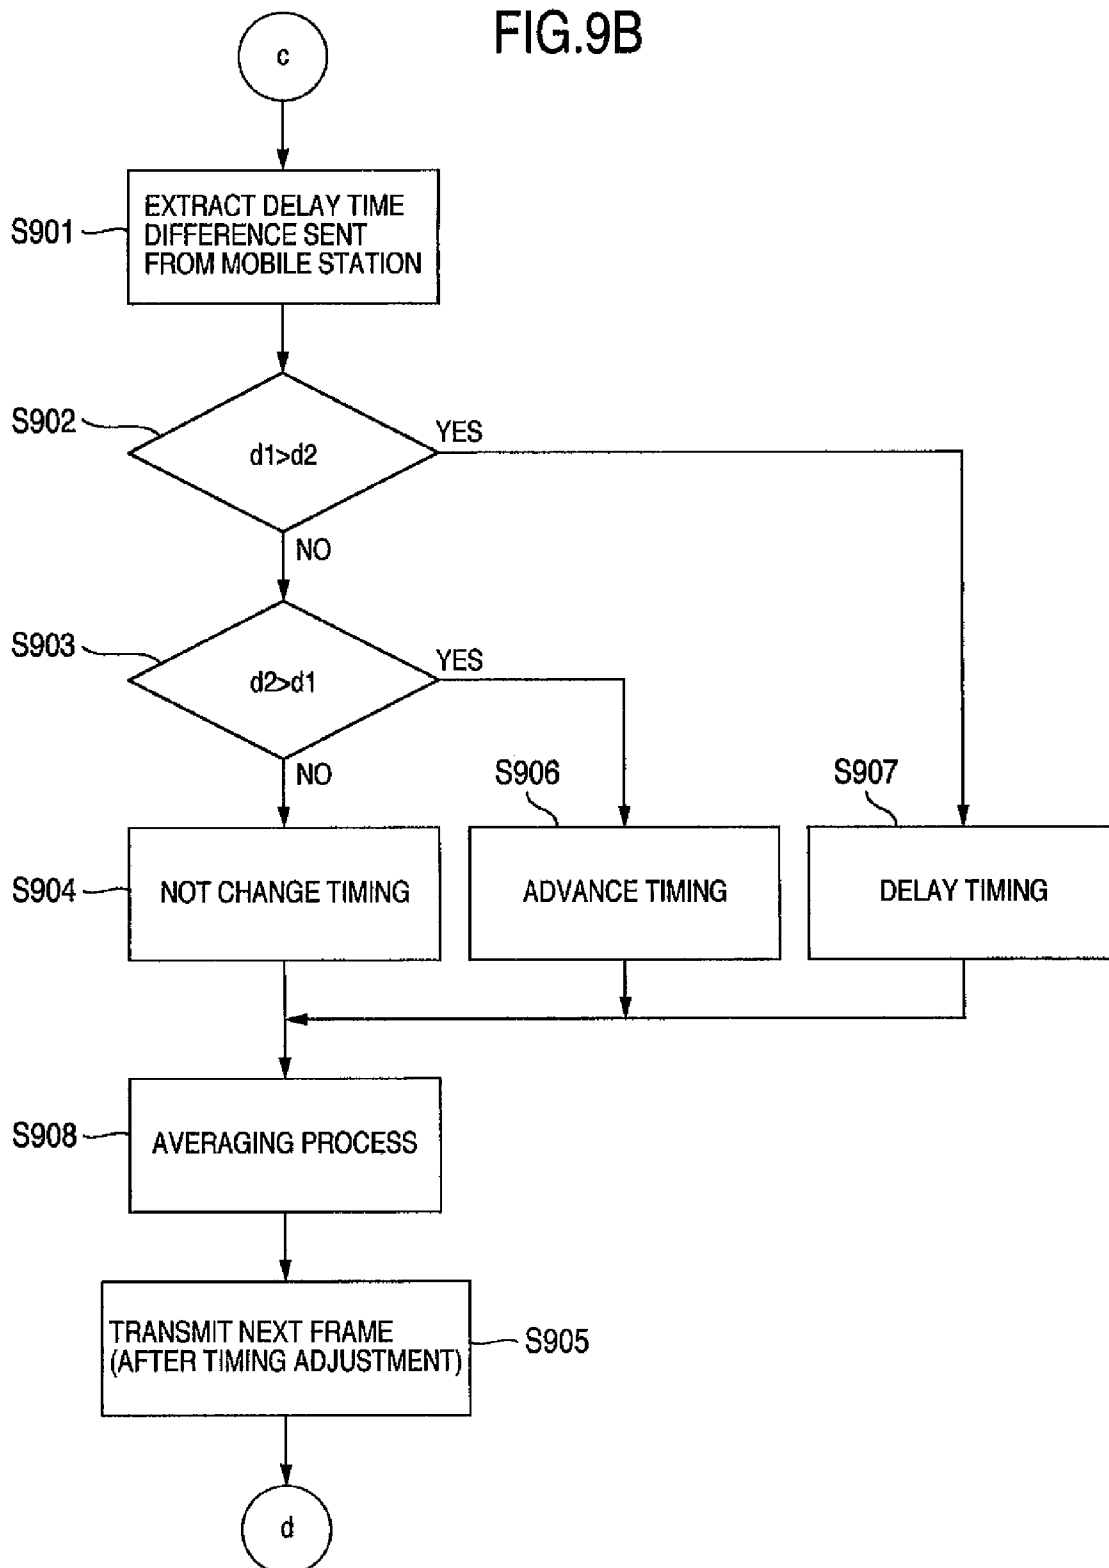 FIG.9B
c
S901
EXTRACT DELAY TIME
DIFFERENCE SENT
FROM MOBILE STATION
S902
d1>d2
YES
NO
S903
d2>d1
YES
NO
S906
S907
S904
NOT CHANGE TIMING
ADVANCE TIMING
DELAY TIMING
S908
AVERAGING PROCESS
TRANSMIT NEXT FRAME
(AFTER TIMING ADJUSTMENT)
S905
d